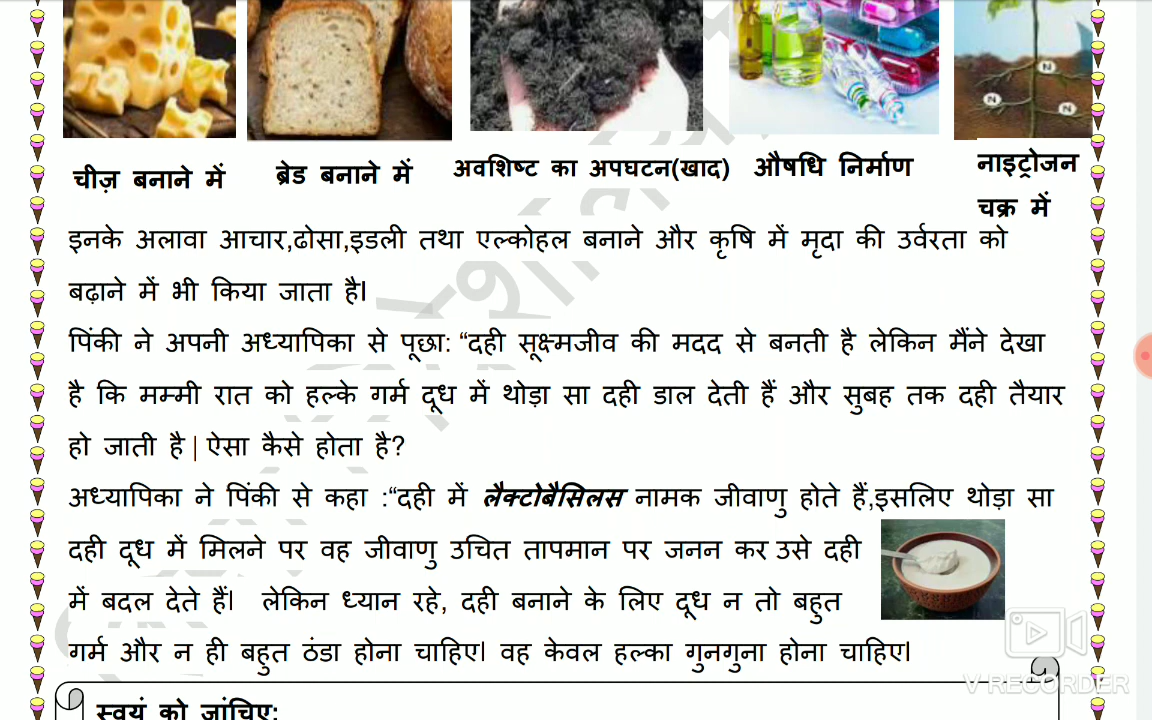 चीज़ बनाने में
ब्रेड बनाने में
अवशिष्ट का अपघटन(खाद)
औषधि निर्माण
नाइट्रोजन
चक्र में
इनके अलावा आचार,ढोसा,इडली तथा एल्कोहल बनाने और कृषि में मृदा की उर्वरता को
बढ़ाने में भी किया जाता है।
पिंकी ने अपनी अध्यापिका से पूछा: “दही सूक्ष्मजीव की मदद से बनती है लेकिन मैंने देखा
है कि मम्मी रात को हल्के गर्म दूध में थोड़ा सा दही डाल देती हैं और सुबह तक दही तैयार
हो जाती है | ऐसा कैसे होता है?
अध्यापिका ने पिंकी से कहा :“दही में लैक्टोबैसिलस नामक जीवाणु होते हैं,इसलिए थोड़ा सा
दही दूध में मिलने पर वह जीवाणु उचित तापमान पर जनन कर उसे दही
में बदल देते हैं। लेकिन ध्यान रहे, दही बनाने के लिए दूध न तो बहुत
गर्म और न ही बहुत ठंडा होना चाहिए। वह केवल हल्का गुनगुना होना चाहिए।
स्वयं को जांचिए:
N
N
N
V RECORDER